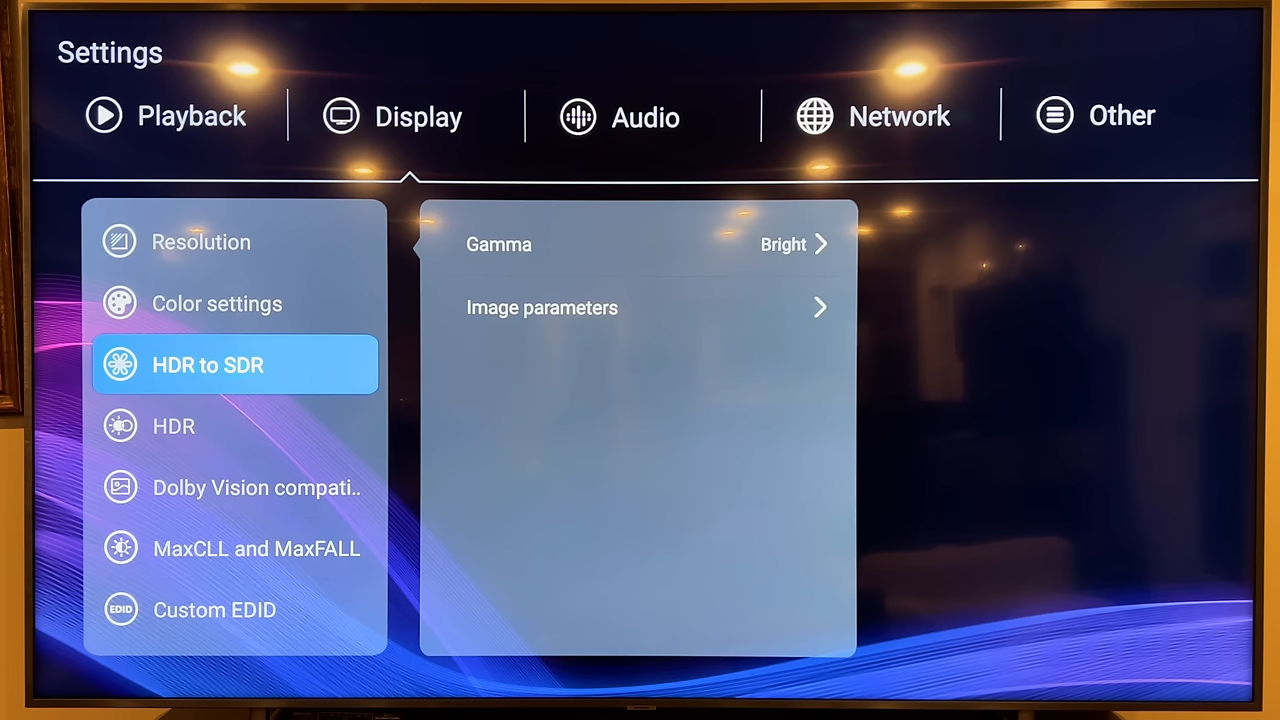 Settings
Playback
Display
Audio
Network
Other
Resolution
Color settings
HDR to SDR
HDR
Dolby Vision compati..
MaxCLL and MaxFALL
EDID Custom EDID
Gamma Bright
Image parameters